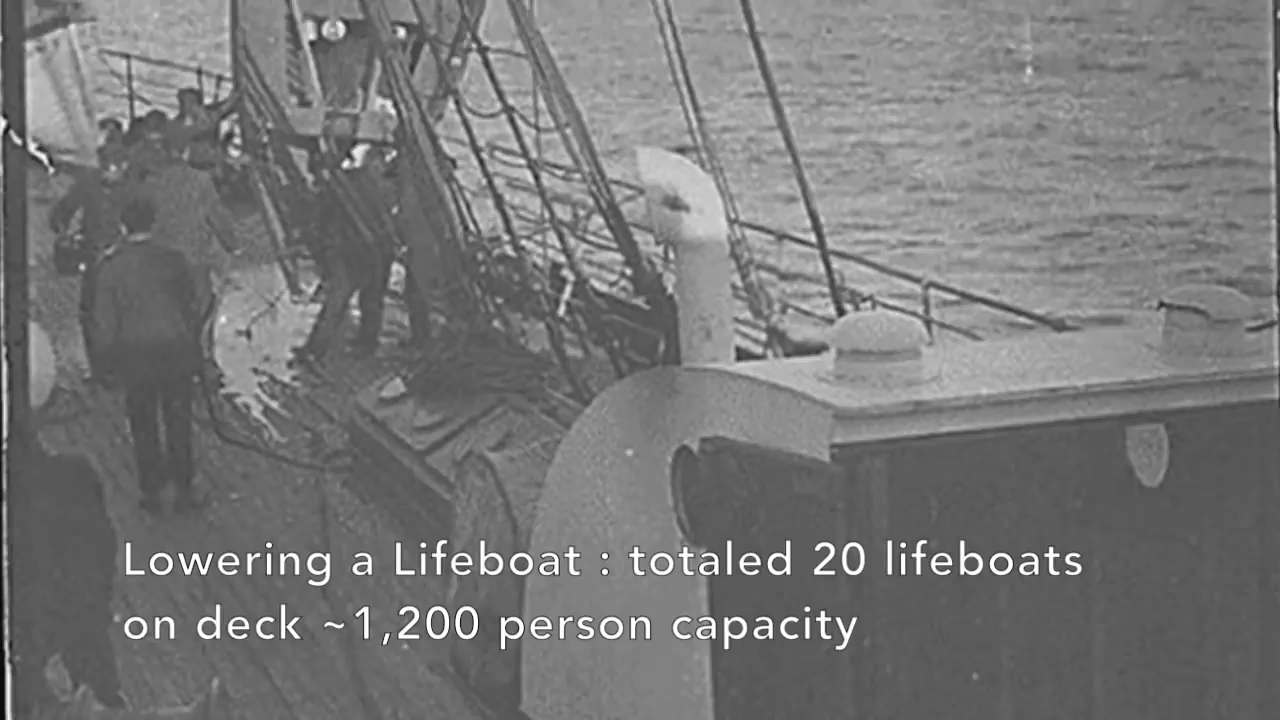 Lowering a Lifeboat : totaled 20 lifeboats
on deck ~1,200 person capacity